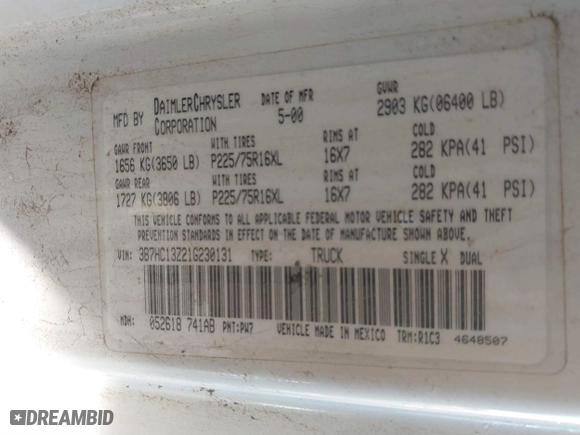 MFD BY DAIMLERCHRYSLER CORPORATION DATE OF MFR 5-00 GVWR 2903 KG(06400 LB)
GAWR FRONT WITH TIRES RIMS AT COLD
1656 KG(3650 LB) P225/75R16XL 16X7 282 KPA(41 PSI)
GAWR REAR WITH TIRES RIMS AT COLD
1727 KG(3806 LB) P225/75R16XL 16X7 282 KPA(41 PSI)
THIS VEHICLE CONFORMS TO ALL APPLICABLE FEDERAL MOTOR VEHICLE SAFETY AND THEFT
PREVENTION STANDARDS IN EFFECT ON THE DATE OF MANUFACTURE SHOWN ABOVE.
VIN: 3B7HC13Z21G230131 TYPE: TRUCK SINGLE X DUAL
MDH: 052618 741AB PNT:PW7 VEHICLE MADE IN MEXICO TRM:R1C3 4648507
DREAMBID